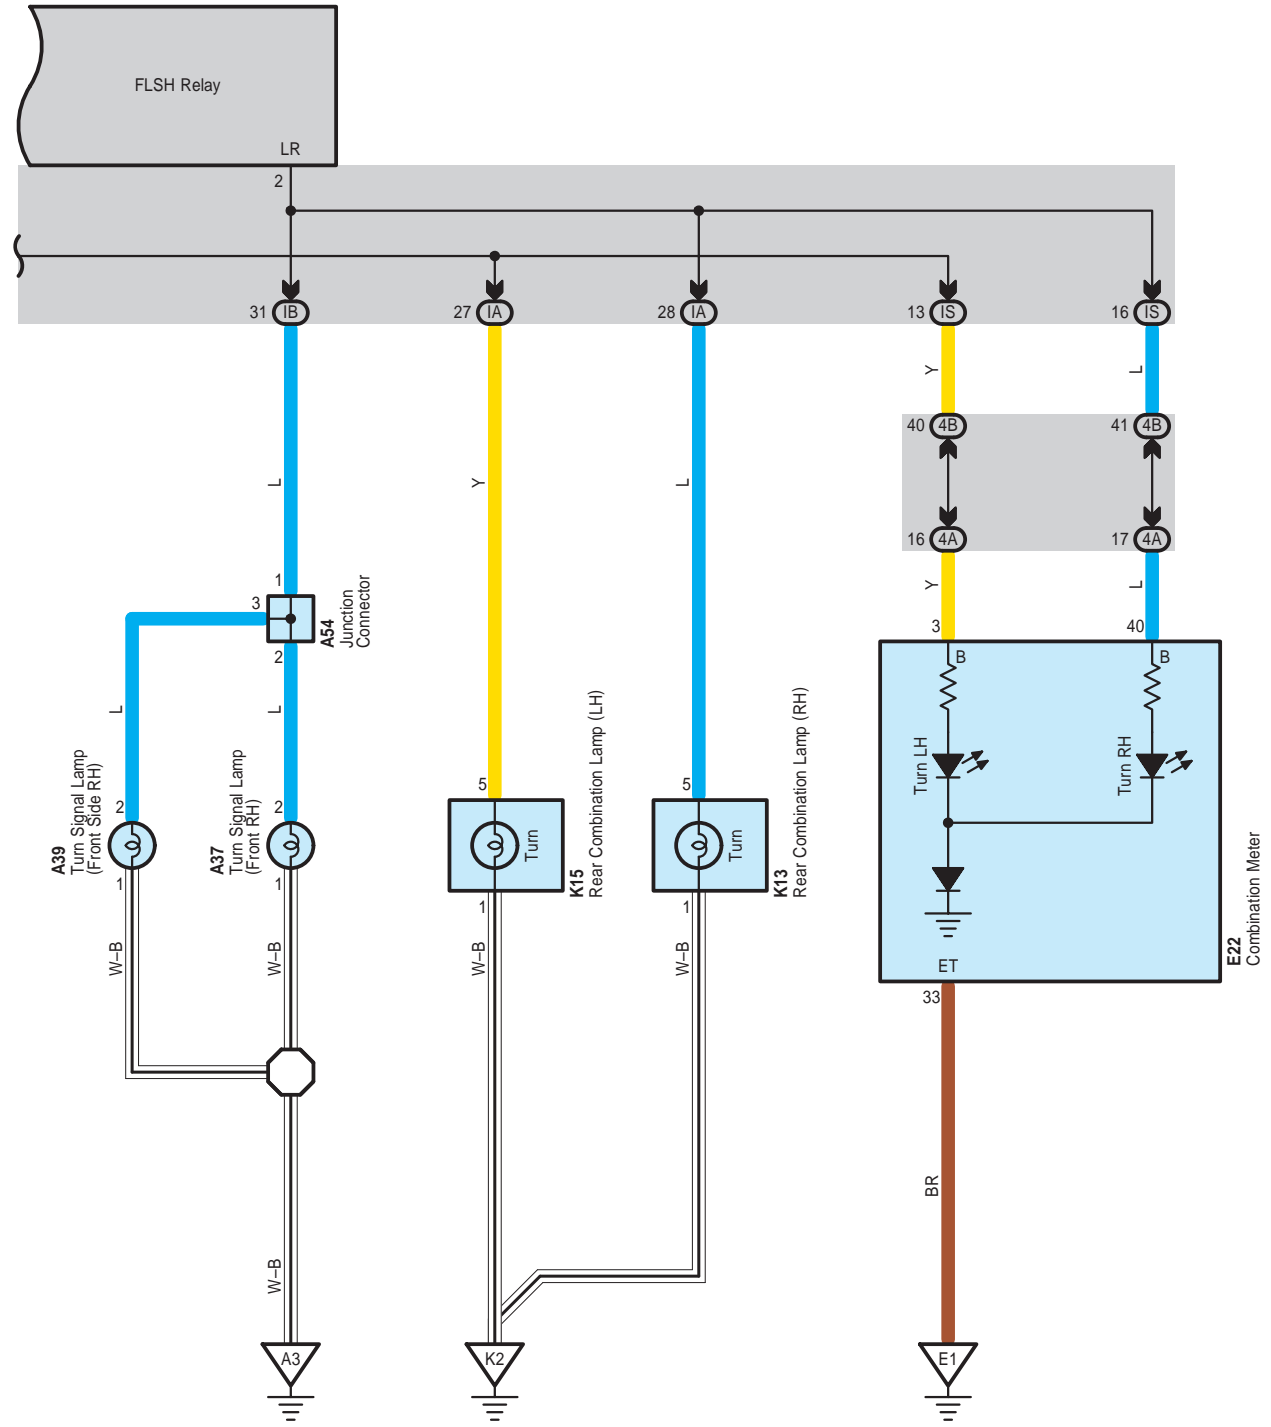 FLSH Relay
LR
2
31 IB
27 IA
28 IA
13 IS
16 IS
Y
L
40 4B
41 4B
L
Y
L
16 4A
17 4A
Y
L
1
3
A54
Junction
Connector
2
3
40
L
L
B
B
Turn LH
Turn RH
A39
Turn Signal Lamp
(Front Side RH)
2
A37
Turn Signal Lamp
(Front RH)
2
5
Turn
K15
Rear Combination Lamp (LH)
5
Turn
K13
Rear Combination Lamp (RH)
1
1
1
1
W–B
W–B
W–B
W–B
ET
E22
Combination Meter
33
BR
W–B
A3
K2
E1